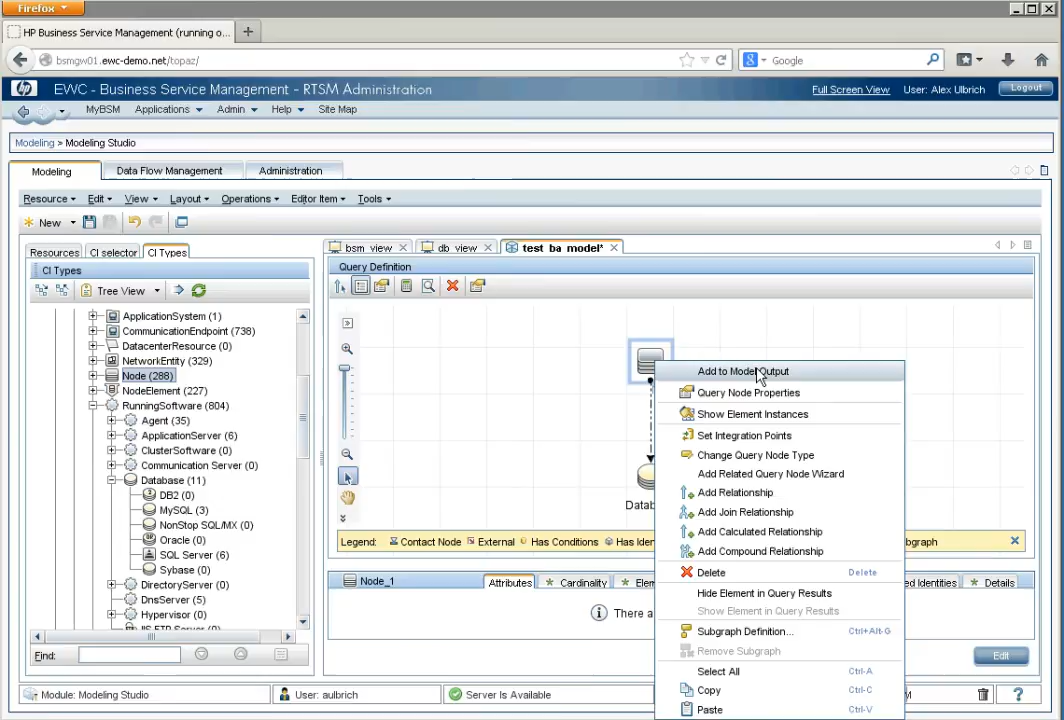 Firefox
HP Business Service Management (running o...
bsmgw01.ewc-demo.net/topaz/
Google
EWC - Business Service Management - RTSM Administration
Full Screen View
User: Alex Ulbrich
Logout
MyBSM Applications Admin Help Site Map
Modeling > Modeling Studio
Modeling
Data Flow Management
Administration
Resource Edit View Layout Operations Editor Item Tools
New
Resources
CI selector
CI Types
CI Types
Tree View
ApplicationSystem (1)
CommunicationEndpoint (738)
DatacenterResource (0)
NetworkEntity (329)
Node (288)
NodeElement (227)
RunningSoftware (804)
Agent (35)
ApplicationServer (6)
ClusterSoftware (0)
Communication Server (0)
Database (11)
DB2 (0)
MySQL (3)
NonStop SQL/MX (0)
Oracle (0)
SQL Server (6)
Sybase (0)
DirectoryServer (0)
DnsServer (5)
Hypervisor (0)
Find:
bsm_view
db_view
test_ba_model*
Query Definition
Datab
Legend: Contact Node External Has Conditions Has Iden
bgraph
Node_1
Attributes
Cardinality
Elem
ed Identities
Details
There a
Edit
Add to Model Output
Query Node Properties
Show Element Instances
Set Integration Points
Change Query Node Type
Add Related Query Node Wizard
Add Relationship
Add Join Relationship
Add Calculated Relationship
Add Compound Relationship
Delete Delete
Hide Element in Query Results
Show Element in Query Results
Subgraph Definition... Ctrl+Alt-G
Remove Subgraph
Select All Ctrl-A
Copy Ctrl-C
Paste Ctrl-V
Module: Modeling Studio
User: aulbrich
Server Is Available
M